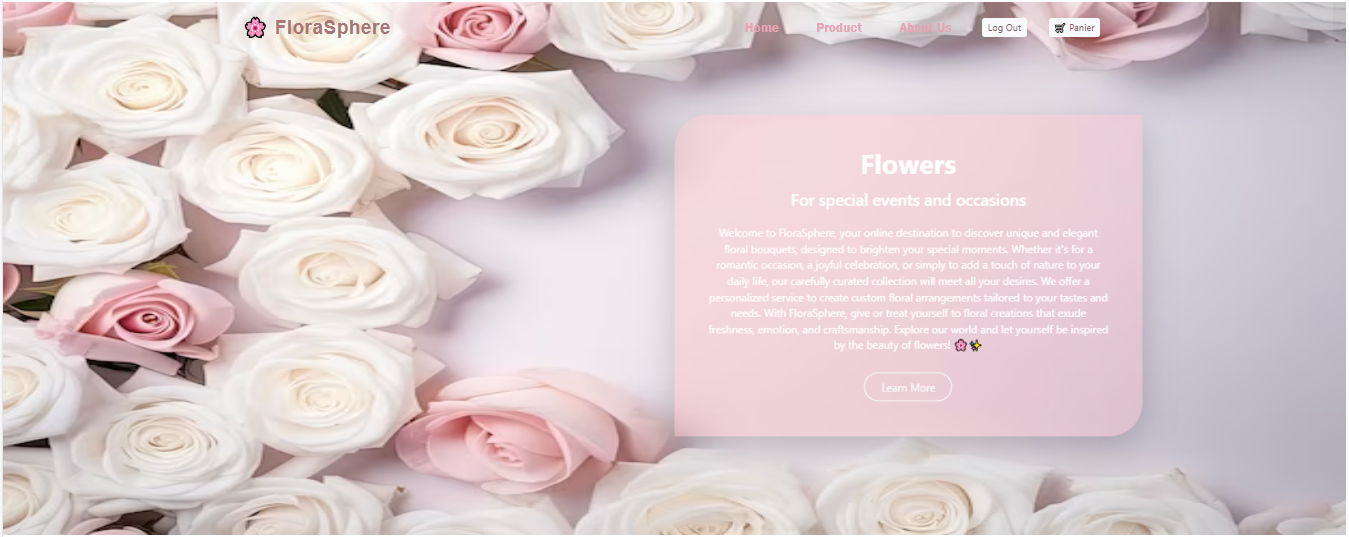 🌸 FloraSphere
Home Product About Us Log Out 🛒 Panier
Flowers
For special events and occasions
Welcome to FloraSphere, your online destination to discover unique and elegant
floral bouquets, designed to brighten your special moments. Whether it's for a
romantic occasion, a joyful celebration, or simply to add a touch of nature to your
daily life, our carefully curated collection will meet all your desires. We offer a
personalized service to create custom floral arrangements tailored to your tastes and
needs. With FloraSphere, give or treat yourself to floral creations that exude
freshness, emotion, and craftsmanship. Explore our world and let yourself be inspired
by the beauty of flowers! 🌸✨
Learn More